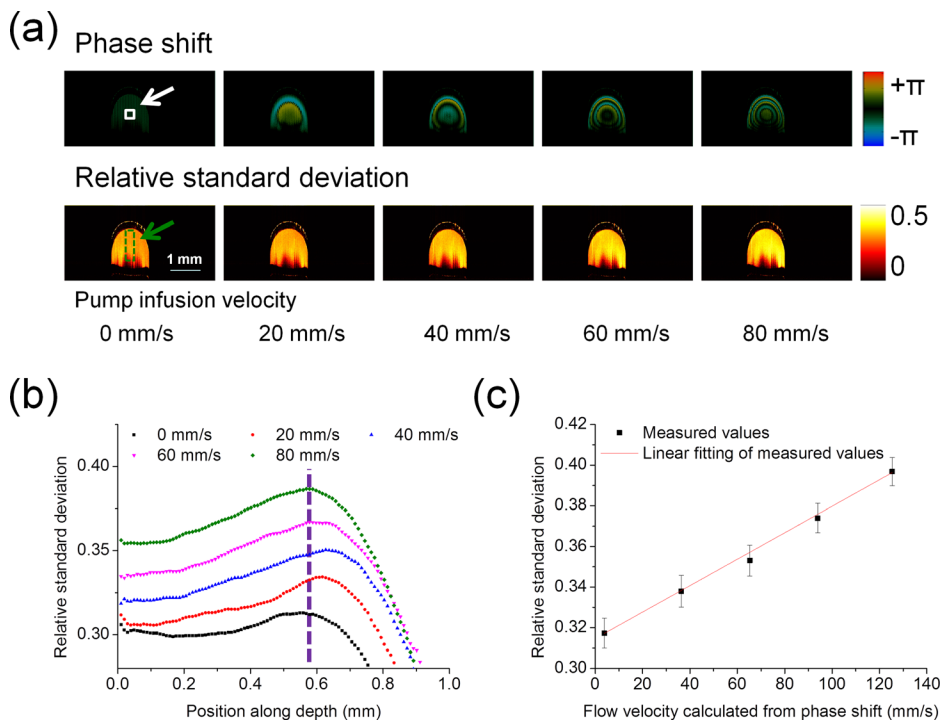 (a)
Phase shift
+π
-π
Relative standard deviation
1 mm
0.5
0
Pump infusion velocity
0 mm/s 20 mm/s 40 mm/s 60 mm/s 80 mm/s
(b)
0 mm/s 20 mm/s 40 mm/s
60 mm/s 80 mm/s
Relative standard deviation
0.40
0.35
0.30
0.0 0.2 0.4 0.6 0.8 1.0
Position along depth (mm)
(c)
Measured values
Linear fitting of measured values
Relative standard deviation
0.42
0.40
0.38
0.36
0.34
0.32
0.30
0 20 40 60 80 100 120 140
Flow velocity calculated from phase shift (mm/s)